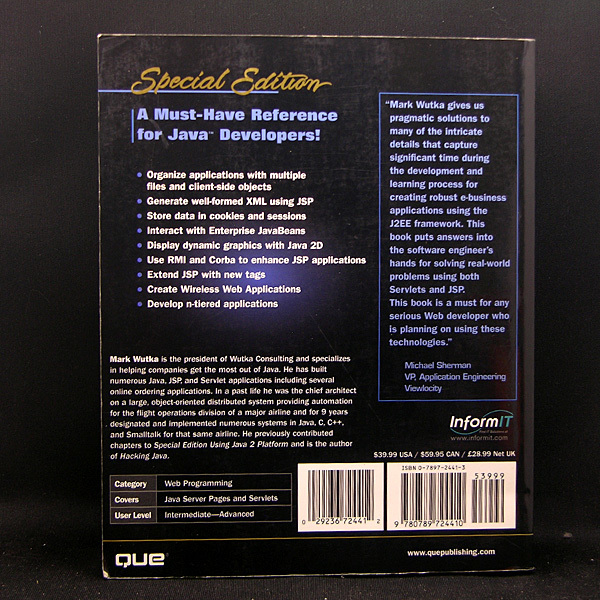 Special Edition
A Must-Have Reference
for Java™ Developers!
• Organize applications with multiple
files and client-side objects
• Generate well-formed XML using JSP
• Store data in cookies and sessions
• Interact with Enterprise JavaBeans
• Display dynamic graphics with Java 2D
• Use RMI and Corba to enhance JSP applications
• Extend JSP with new tags
• Create Wireless Web Applications
• Develop n-tiered applications
“Mark Wutka gives us
pragmatic solutions to
many of the intricate
details that capture
significant time during
the development and
learning process for
creating robust e-business
applications using the
J2EE framework. This
book puts answers into
the software engineer's
hands for solving real-world
problems using both
Servlets and JSP.
This book is a must for any
serious Web developer who
is planning on using these
technologies.”
Michael Sherman
VP, Application Engineering
Viewlocity
Mark Wutka is the president of Wutka Consulting and specializes
in helping companies get the most out of Java. He has built
numerous Java, JSP, and Servlet applications including several
online ordering applications. In a past life he was the chief architect
on a large, object-oriented distributed system providing automation
for the flight operations division of a major airline and for 9 years
designated and implemented numerous systems in Java, C, C++,
and Smalltalk for that same airline. He previously contributed
chapters to Special Edition Using Java 2 Platform and is the author
of Hacking Java.
InformIT
www.informit.com
$39.99 USA / $59.95 CAN / £28.99 Net UK
Category Web Programming
Covers Java Server Pages and Servlets
User Level Intermediate—Advanced
0 29236 72441 2
ISBN 0-7897-2441-3
53999
9 780789 724410
QUE®
www.quepublishing.com